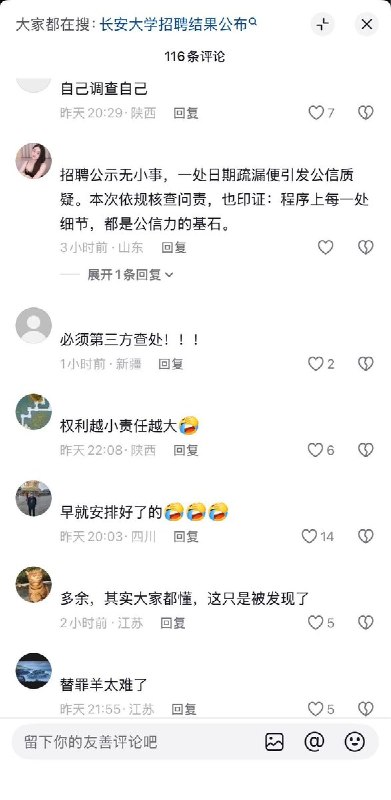 大家都在搜：长安大学招聘结果公布
116条评论
自己调查自己
昨天 20:29 · 陕西 回复 7
招聘公示无小事，一处日期疏漏便引发公信质
疑。本次依规核查问责，也印证：程序上每一处
细节，都是公信力的基石。
3小时前 · 山东 回复
展开1条回复
必须第三方查处！！！
1小时前 · 新疆 回复 2
权利越小责任越大😂
昨天 22:08 · 陕西 回复 6
早就安排好了的😂😂😂
昨天 20:03 · 四川 回复 14
多余，其实大家都懂，这只是被发现了
2小时前 · 江苏 回复 5
替罪羊太难了
昨天 21:55 · 江苏 回复 5
留下你的友善评论吧 @